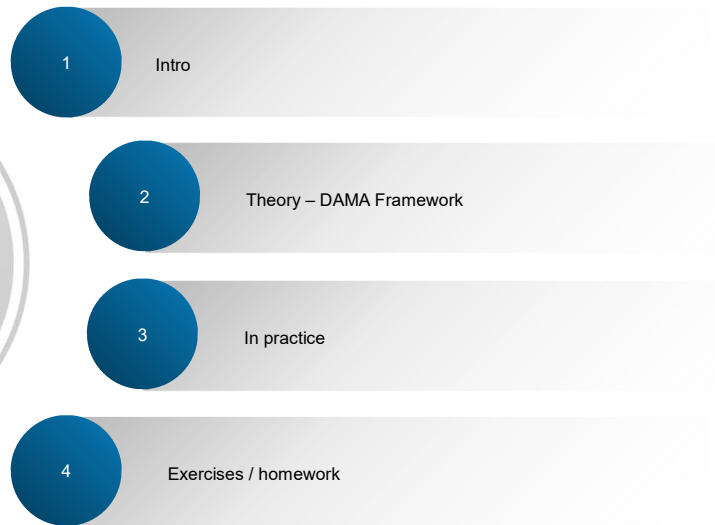 1 Intro
2 Theory – DAMA Framework
3 In practice
4 Exercises / homework